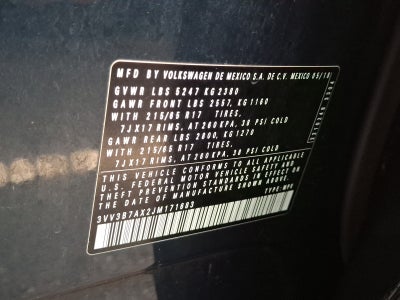 MFD BY VOLKSWAGEN DE MEXICO S.A. DE C.V. MEXICO 05/18
GVWR LBS 5247 KG 2380
GAWR FRONT LBS 2557, KG 1160
WITH 215/65 R17 TIRES,
7JX17 RIMS, AT 260 KPA, 38 PSI COLD
GAWR REAR LBS 2800, KG 1270
WITH 215/65 R17 TIRES,
7JX17 RIMS, AT 260 KPA, 38 PSI COLD
THIS VEHICLE CONFORMS TO ALL APPLICABLE
U.S. FEDERAL MOTOR VEHICLE SAFETY AND
THEFT PREVENTION STANDARDS IN EFFECT ON
THE DATE OF MANUFACTURE SHOWN ABOVE.
3VV3B7AX2JM171883
TYPE: MPV